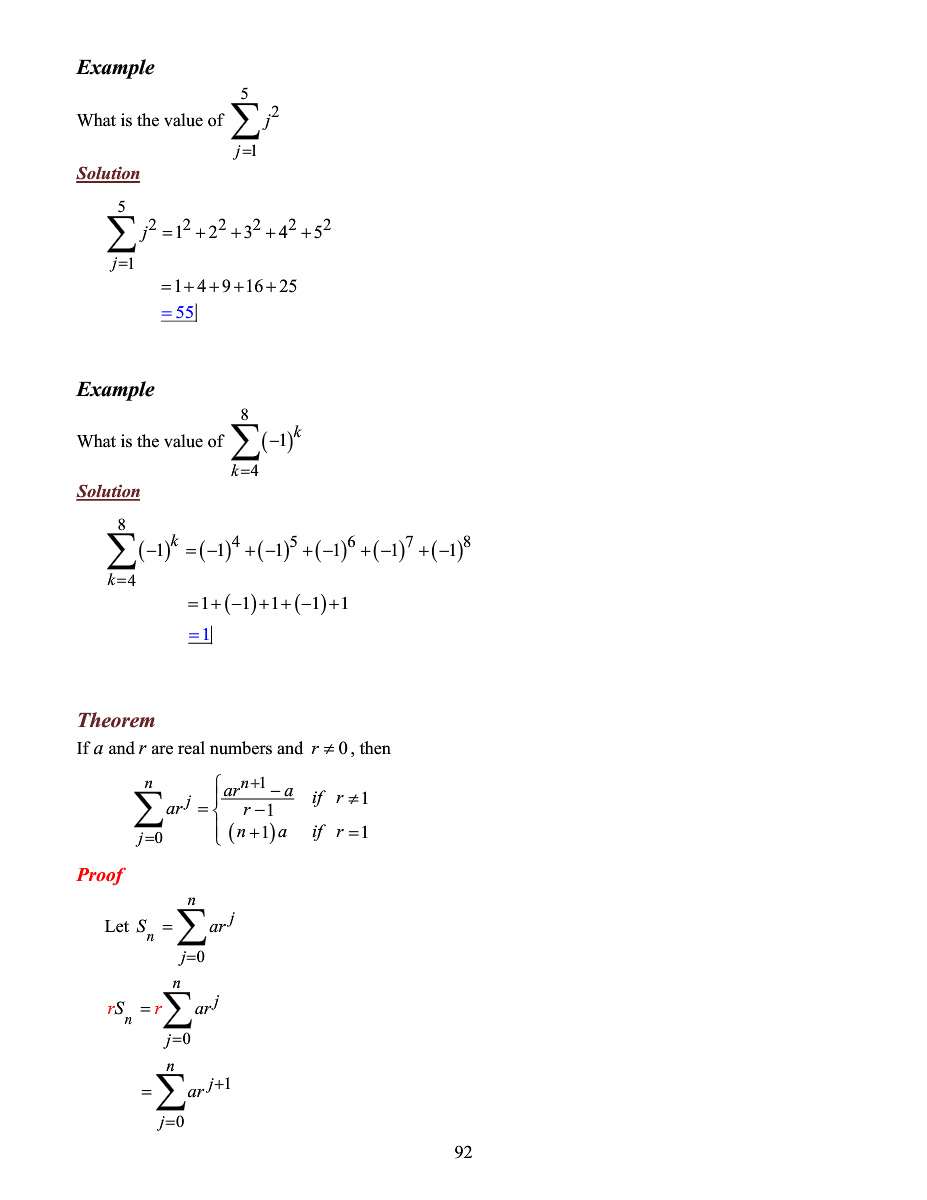 Example
What is the value of \sum_{j=1}^{5} j^2
Solution
\sum_{j=1}^{5} j^2 = 1^2 + 2^2 + 3^2 + 4^2 + 5^2
= 1 + 4 + 9 + 16 + 25
= 55
Example
What is the value of \sum_{k=4}^{8} (-1)^k
Solution
\sum_{k=4}^{8} (-1)^k = (-1)^4 + (-1)^5 + (-1)^6 + (-1)^7 + (-1)^8
= 1 + (-1) + 1 + (-1) + 1
= 1
Theorem
If a and r are real numbers and r ≠ 0, then
\sum_{j=0}^{n} ar^j = \begin{cases} \frac{ar^{n+1} - a}{r - 1} & if \; r ≠ 1 \\ (n+1)a & if \; r = 1 \end{cases}
Proof
Let S_n = \sum_{j=0}^{n} ar^j
rS_n = r \sum_{j=0}^{n} ar^j
= \sum_{j=0}^{n} ar^{j+1}
92